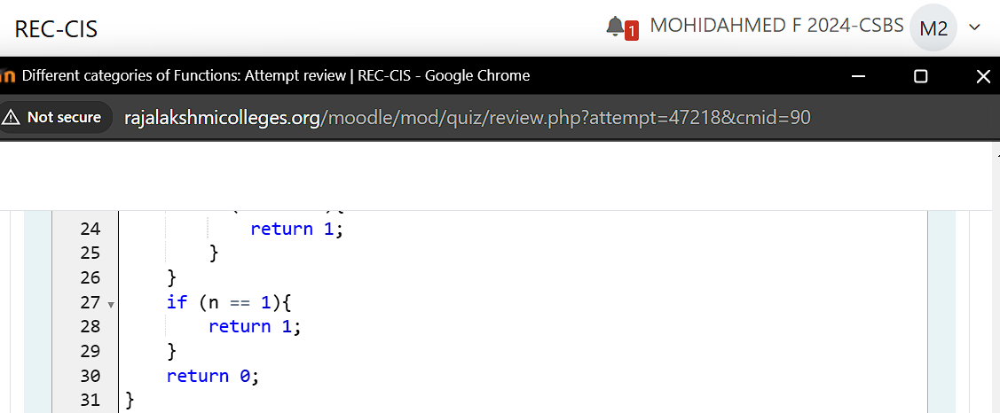 REC-CIS
1 MOHIDAHMED F 2024-CSBS M2
Different categories of Functions: Attempt review | REC-CIS - Google Chrome
Not secure rajalakshmicolleges.org/moodle/mod/quiz/review.php?attempt=47218&cmid=90
24 return 1;
25 }
26 }
27 if (n == 1){
28 return 1;
29 }
30 return 0;
31 }